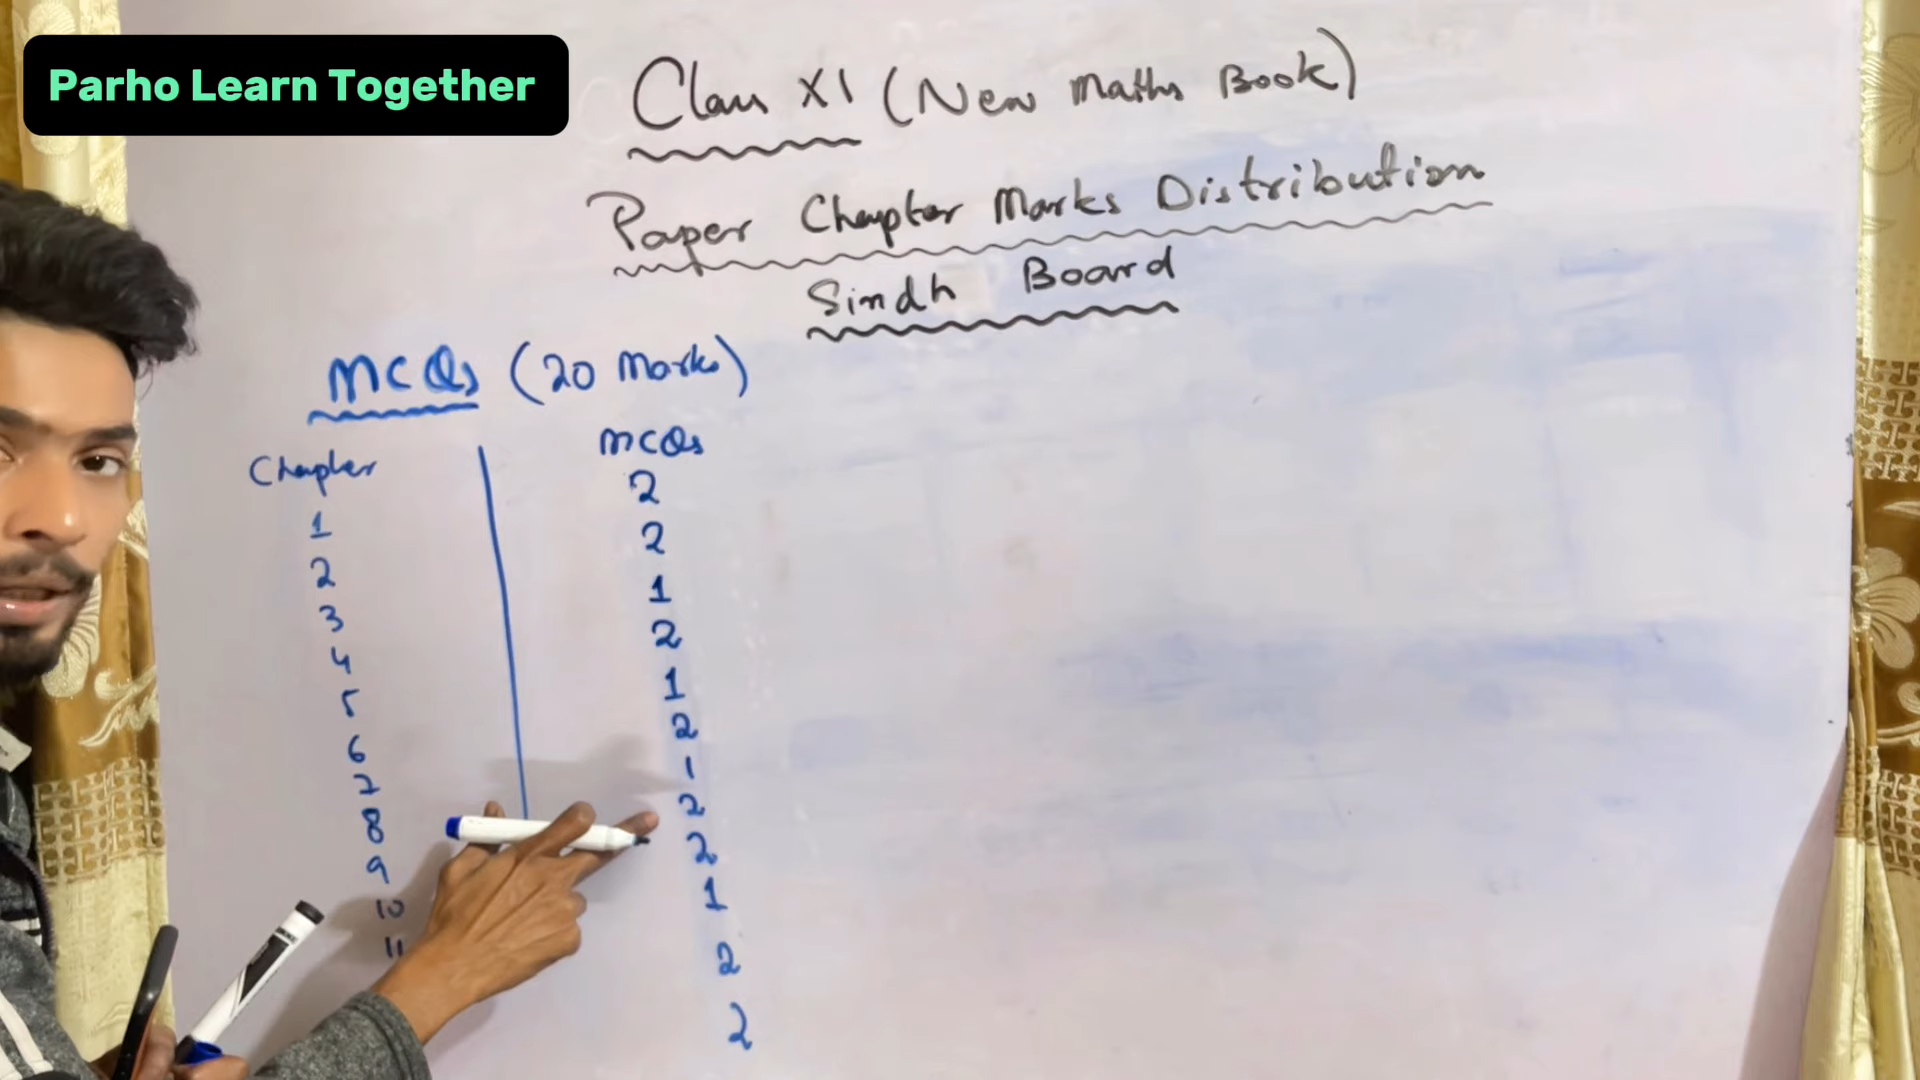 Parho Learn Together
Class XI (New Maths Book)
Paper Chapter Marks Distribution
Sindh Board
MCQs (20 Marks)
Chapter MCQs
1 2
2 2
3 1
4 2
5 1
6 2
7 1
8 2
9 2
10 1
11 2
2